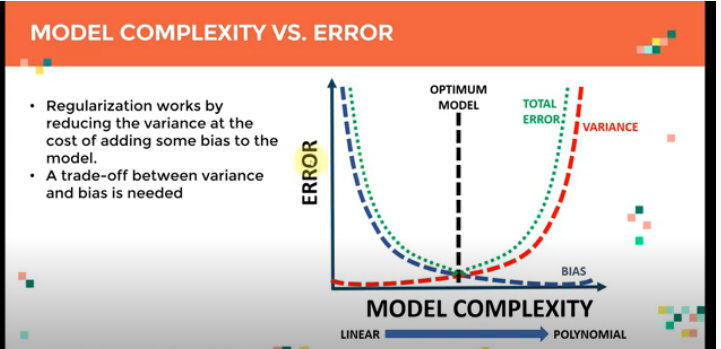 MODEL COMPLEXITY VS. ERROR
• Regularization works by
reducing the variance at the
cost of adding some bias to the
model.
• A trade-off between variance
and bias is needed
OPTIMUM
MODEL
TOTAL
ERROR
VARIANCE
ERROR
BIAS
MODEL COMPLEXITY
LINEAR
POLYNOMIAL